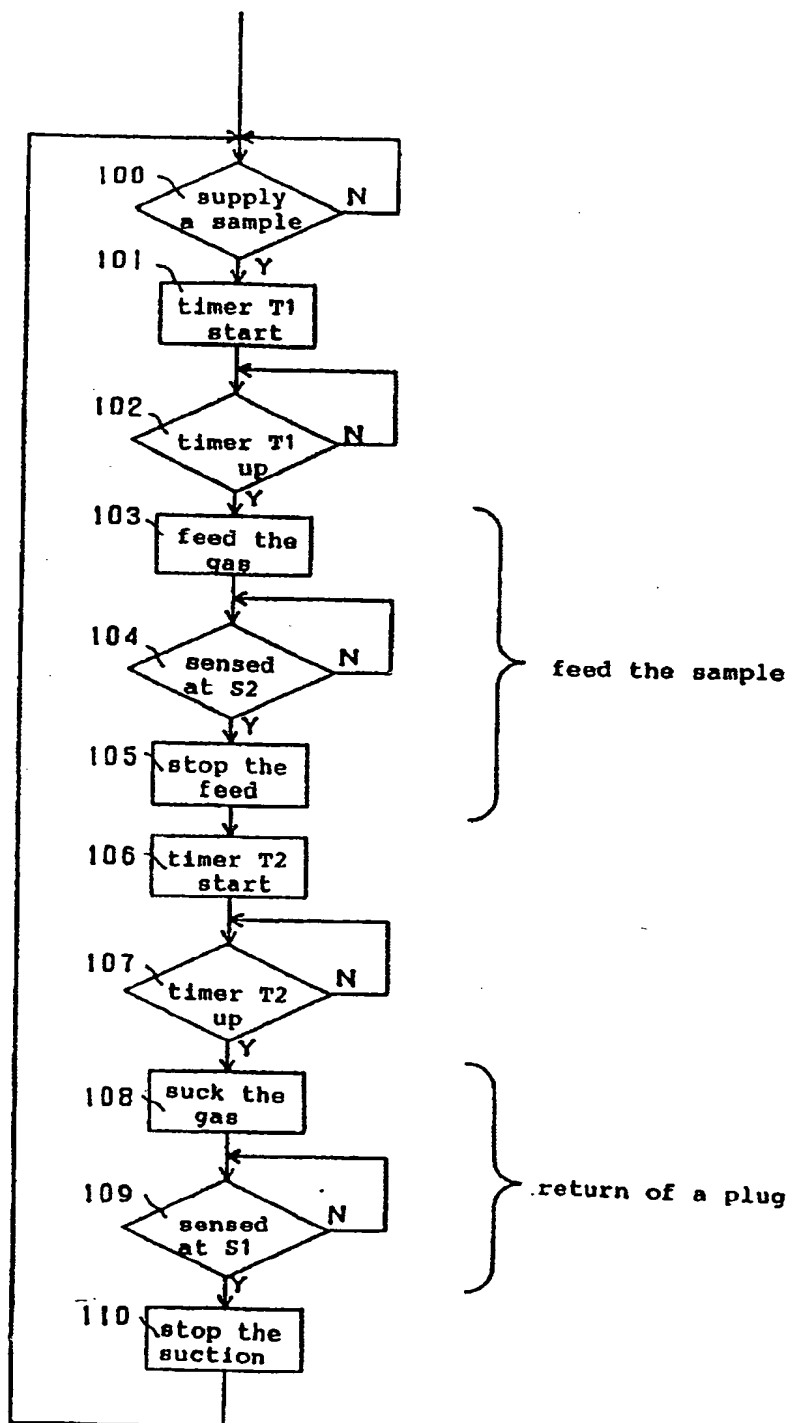 100
supply
a sample
N
Y
101
timer T1
start
102
timer T1
up
N
Y
103
feed the
gas
104
sensed
at S2
N
Y
105
stop the
feed
feed the sample
106
timer T2
start
107
timer T2
up
N
Y
108
suck the
gas
109
sensed
at S1
N
Y
return of a plug
110
stop the
suction